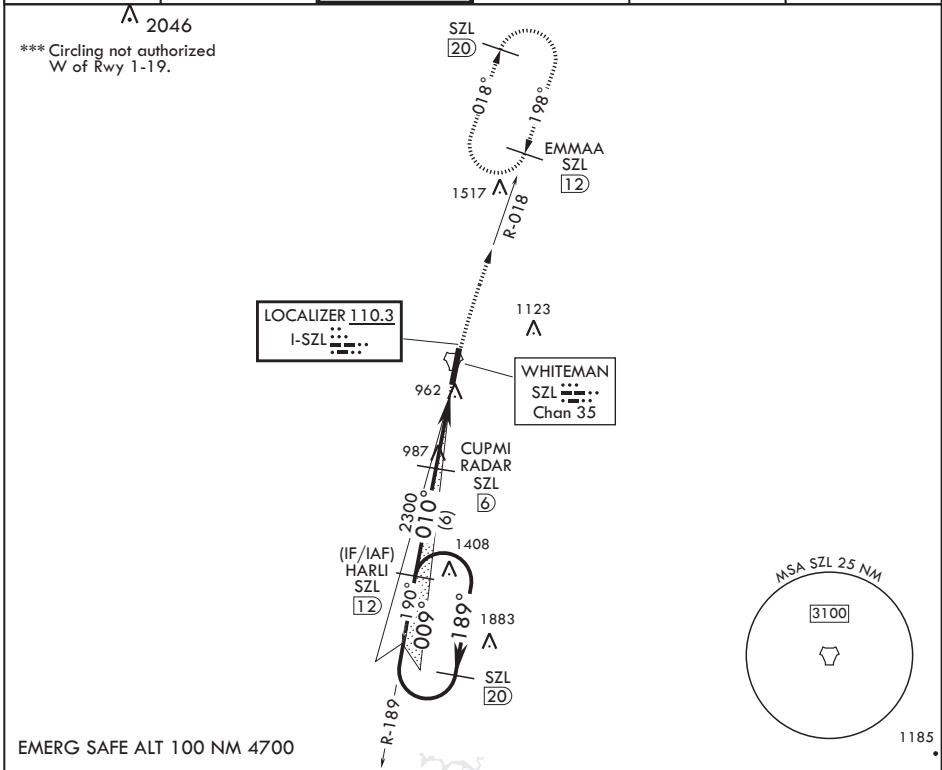 2046
*** Circling not authorized
W of Rwy 1-19.
SZL
20
018°
198°
EMMAA
SZL
12
1517
R-018
LOCALIZER 110.3
I-SZL
1123
WHITEMAN
SZL
Chan 35
962
987
CUPMI
RADAR
SZL
6
2300
010°
(6)
(IF/IAF)
HARLI
SZL
12
1408
190°
009°
189°
1883
SZL
20
R-189
MSA SZL 25 NM
3100
EMERG SAFE ALT 100 NM 4700
1185